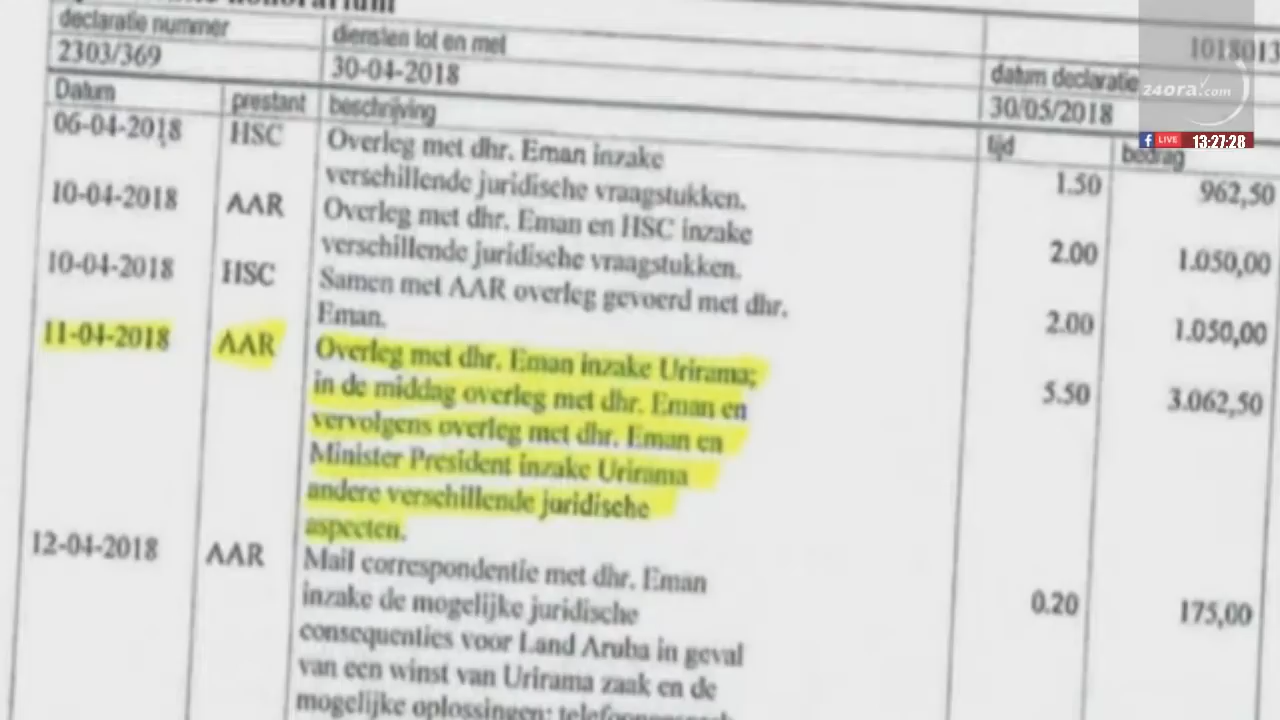 honorarium
declaratie nummer diensten tot en met 1018013
2303/369 30-04-2018 datum declaratie
Datum prestant beschrijving 30/05/2018
06-04-2018 HSC Overleg met dhr. Eman inzake tijd bedrag
verschillende juridische vraagstukken. 1.50 962,50
10-04-2018 AAR Overleg met dhr. Eman en HSC inzake
verschillende juridische vraagstukken. 2.00 1.050,00
10-04-2018 HSC Samen met AAR overleg gevoerd met dhr.
Eman. 2.00 1.050,00
11-04-2018 AAR Overleg met dhr. Eman inzake Urirama;
in de middag overleg met dhr. Eman en 5.50 3.062,50
vervolgens overleg met dhr. Eman en
Minister President inzake Urirama
andere verschillende juridische
aspecten.
12-04-2018 AAR Mail correspondentie met dhr. Eman
inzake de mogelijke juridische 0.20 175,00
consequenties voor Land Aruba in geval
van een winst van Urirama zaak en de
mogelijke oplossingen;
24ora.com
f LIVE 13:27:28